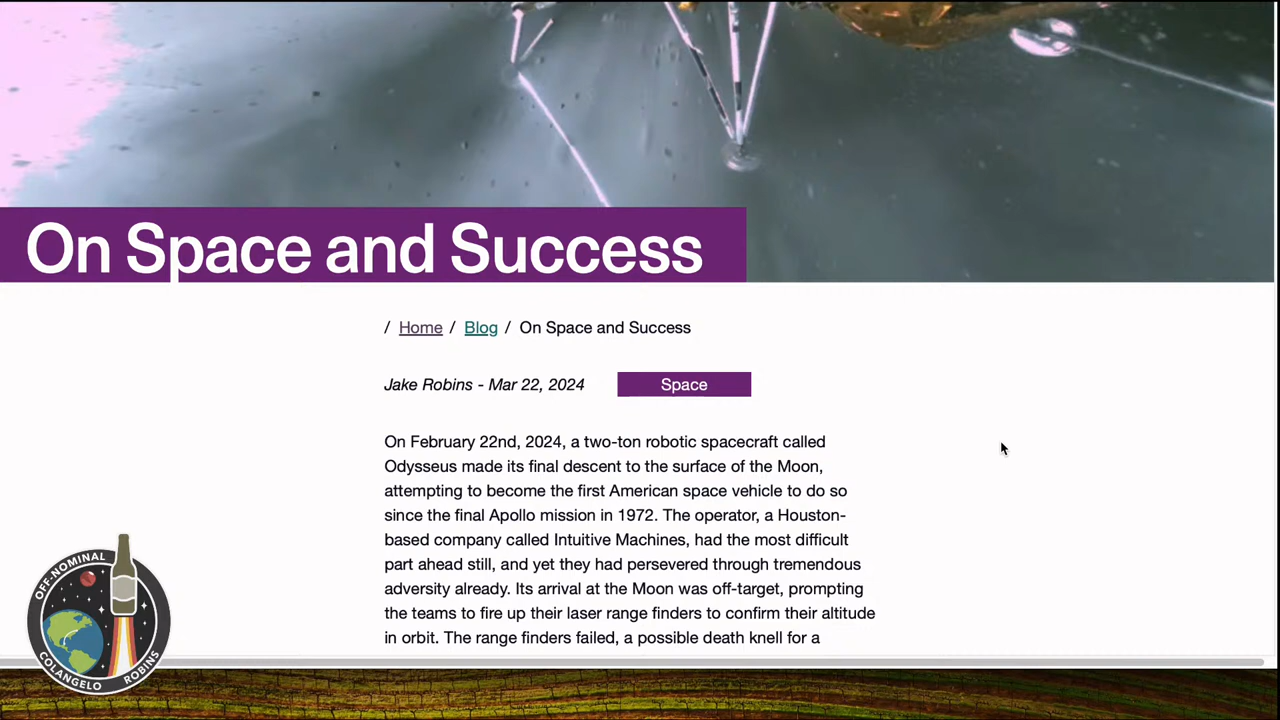 On Space and Success
/ Home / Blog / On Space and Success
Jake Robins - Mar 22, 2024 Space
On February 22nd, 2024, a two-ton robotic spacecraft called
Odysseus made its final descent to the surface of the Moon,
attempting to become the first American space vehicle to do so
since the final Apollo mission in 1972. The operator, a Houston-
based company called Intuitive Machines, had the most difficult
part ahead still, and yet they had persevered through tremendous
adversity already. Its arrival at the Moon was off-target, prompting
the teams to fire up their laser range finders to confirm their altitude
in orbit. The range finders failed, a possible death knell for a
OFF-NOMINAL
COLANGELO
ROBINS